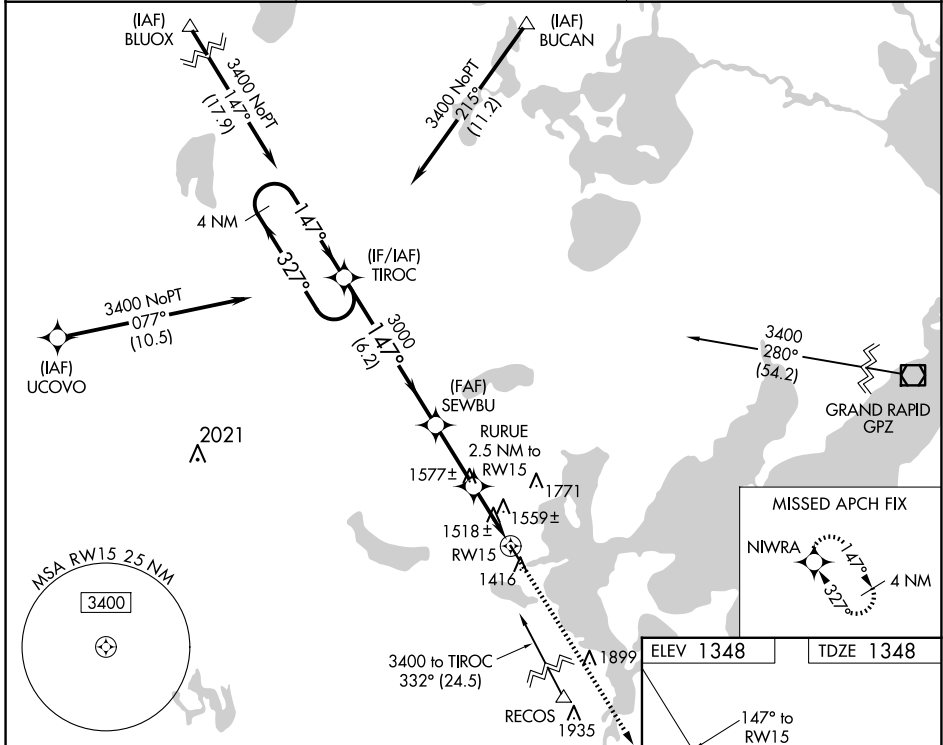 (IAF)
BLUOX
(IAF)
BUCAN
3400 NoPT
147°
(17.9)
3400 NoPT
215°
(11.2)
4 NM
147°
327°
(IF/IAF)
TIROC
3400 NoPT
077°
(10.5)
(IAF)
UCOVO
3000
147°
(6.2)
3400
280°
(54.2)
GRAND RAPID
GPZ
(FAF)
SEWBU
RURUE
2.5 NM to
RW15
2021
1577±
1771
1559±
1518±
RW15
1416
MISSED APCH FIX
NIWRA
147°
4 NM
327°
MSA RW15 25 NM
3400
3400 to TIROC
332° (24.5)
1899
RECOS
1935
ELEV 1348
TDZE 1348
147° to
RW15